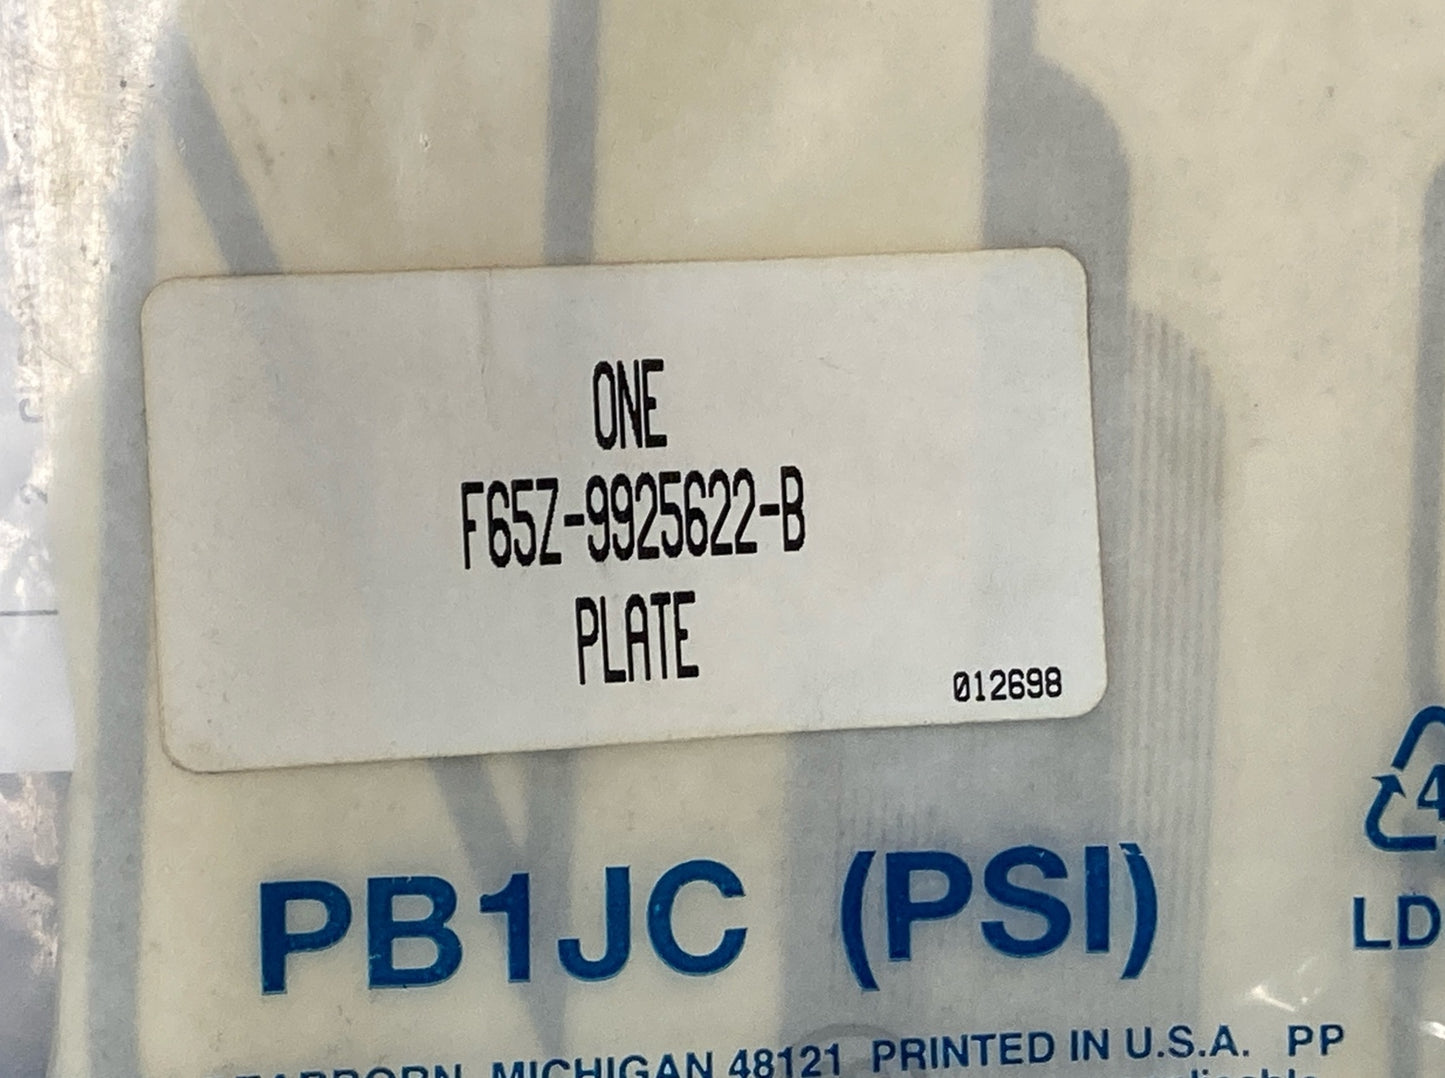 ONE
F65Z-9925622-B
PLATE
012698
PB1JC (PSI)
4
LD
MICHIGAN 48121 PRINTED IN U.S.A. PP